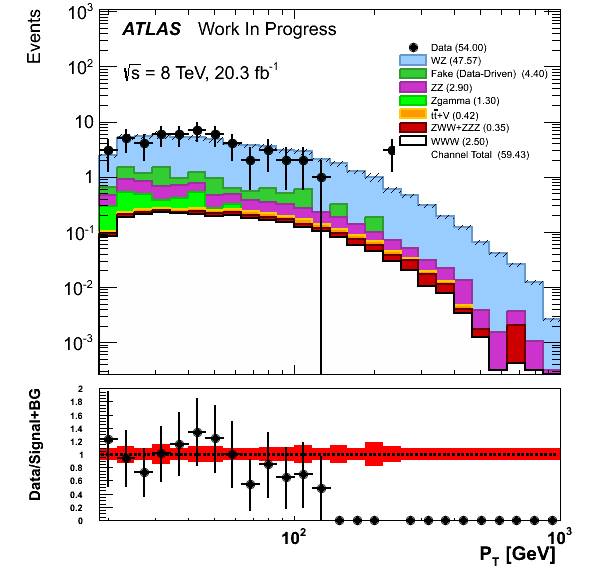 Events
10³
10²
10
1
10⁻¹
10⁻²
10⁻³
ATLAS Work In Progress
√s = 8 TeV, 20.3 fb⁻¹
Data (54.00)
WZ (47.57)
Fake (Data-Driven) (4.40)
ZZ (2.90)
Zgamma (1.30)
tt̄+V (0.42)
ZWW+ZZZ (0.35)
WWW (2.50)
Channel Total (59.43)
Data/Signal+BG
2
1.8
1.6
1.4
1.2
1
0.8
0.6
0.4
0.2
0
10²
10³
P_T [GeV]